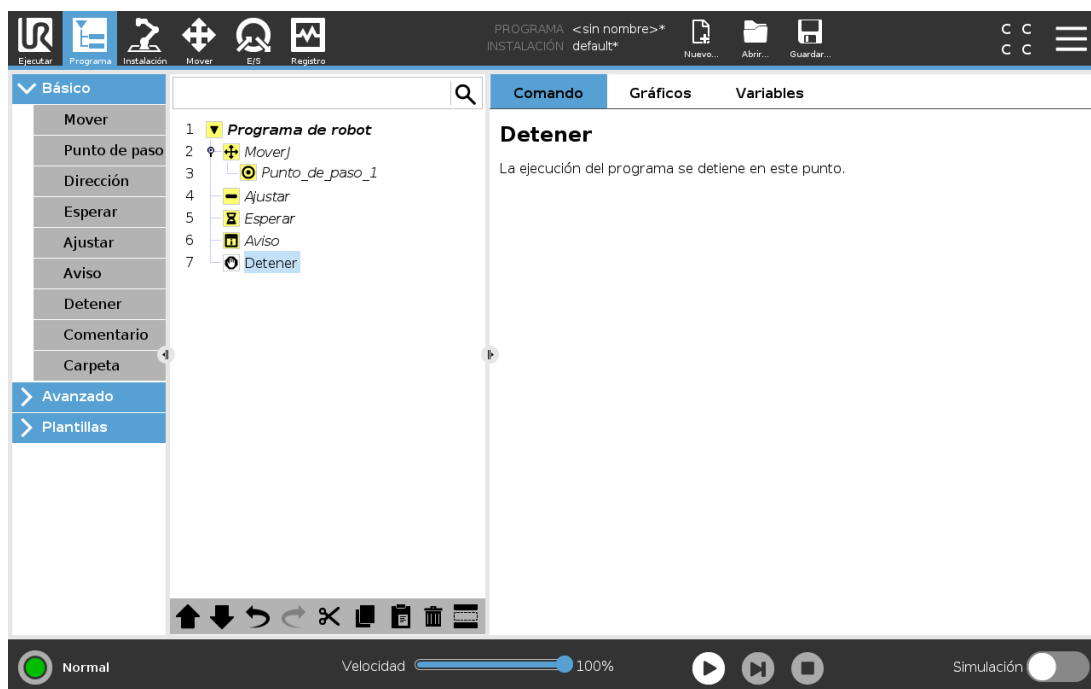 UR
PROGRAMA <sin nombre>*
INSTALACIÓN default*
Ejecutar Programa Instalación Mover E/S Registro Nuevo... Abrir... Guardar...
C C
C C
Básico
Mover
Punto de paso
Dirección
Esperar
Ajustar
Aviso
Detener
Comentario
Carpeta
Avanzado
Plantillas
1 Programa de robot
2 MoverJ
3 Punto_de_paso_1
4 Ajustar
5 Esperar
6 Aviso
7 Detener
Comando Gráficos Variables
Detener
La ejecución del programa se detiene en este punto.
Normal
Velocidad 100%
Simulación